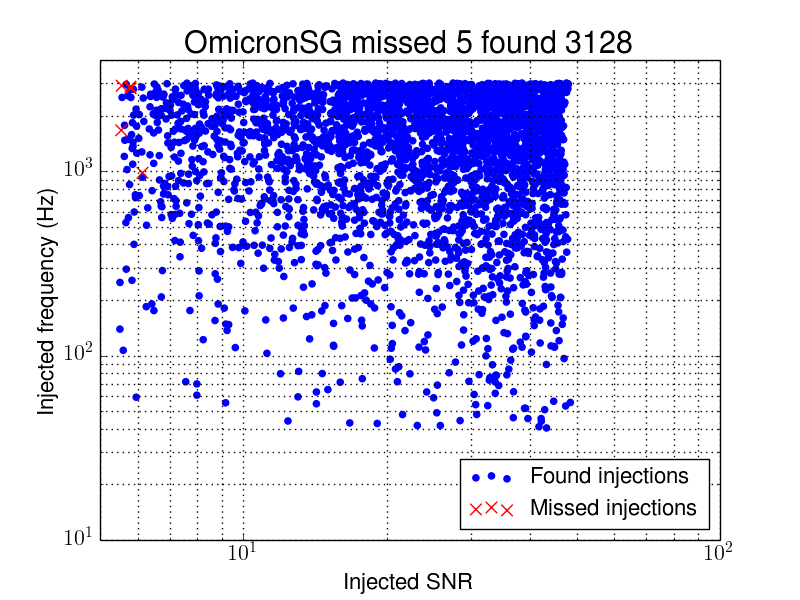 OmicronSG missed 5 found 3128
Injected frequency (Hz)
10^3
10^2
10^1
10^1
10^2
Injected SNR
Found injections
Missed injections